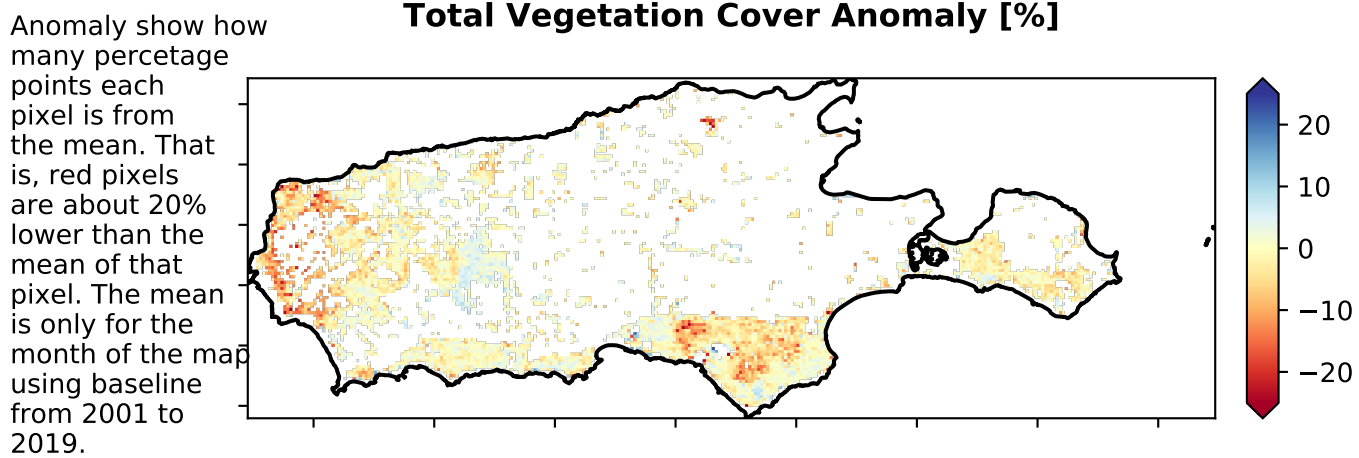 Total Vegetation Cover Anomaly [%]
Anomaly show how
many percetage
points each
pixel is from
the mean. That
is, red pixels
are about 20%
lower than the
mean of that
pixel. The mean
is only for the
month of the map
using baseline
from 2001 to
2019.
20
10
0
−10
−20